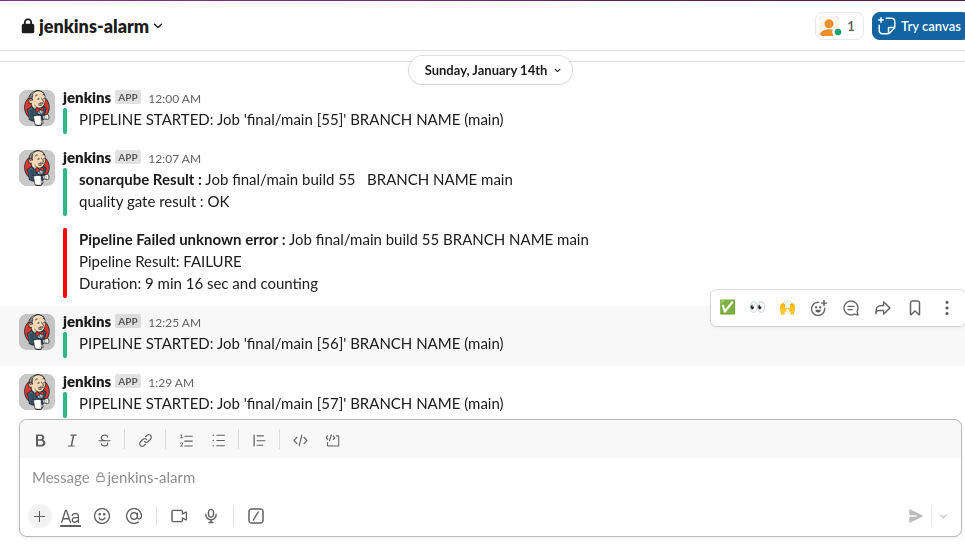 jenkins-alarm
1
Try canvas
Sunday, January 14th
jenkins APP 12:00 AM
PIPELINE STARTED: Job 'final/main [55]' BRANCH NAME (main)
jenkins APP 12:07 AM
sonarqube Result : Job final/main build 55 BRANCH NAME main
quality gate result : OK
Pipeline Failed unknown error : Job final/main build 55 BRANCH NAME main
Pipeline Result: FAILURE
Duration: 9 min 16 sec and counting
jenkins APP 12:25 AM
PIPELINE STARTED: Job 'final/main [56]' BRANCH NAME (main)
jenkins APP 1:29 AM
PIPELINE STARTED: Job 'final/main [57]' BRANCH NAME (main)
B I S
Message jenkins-alarm
Aa